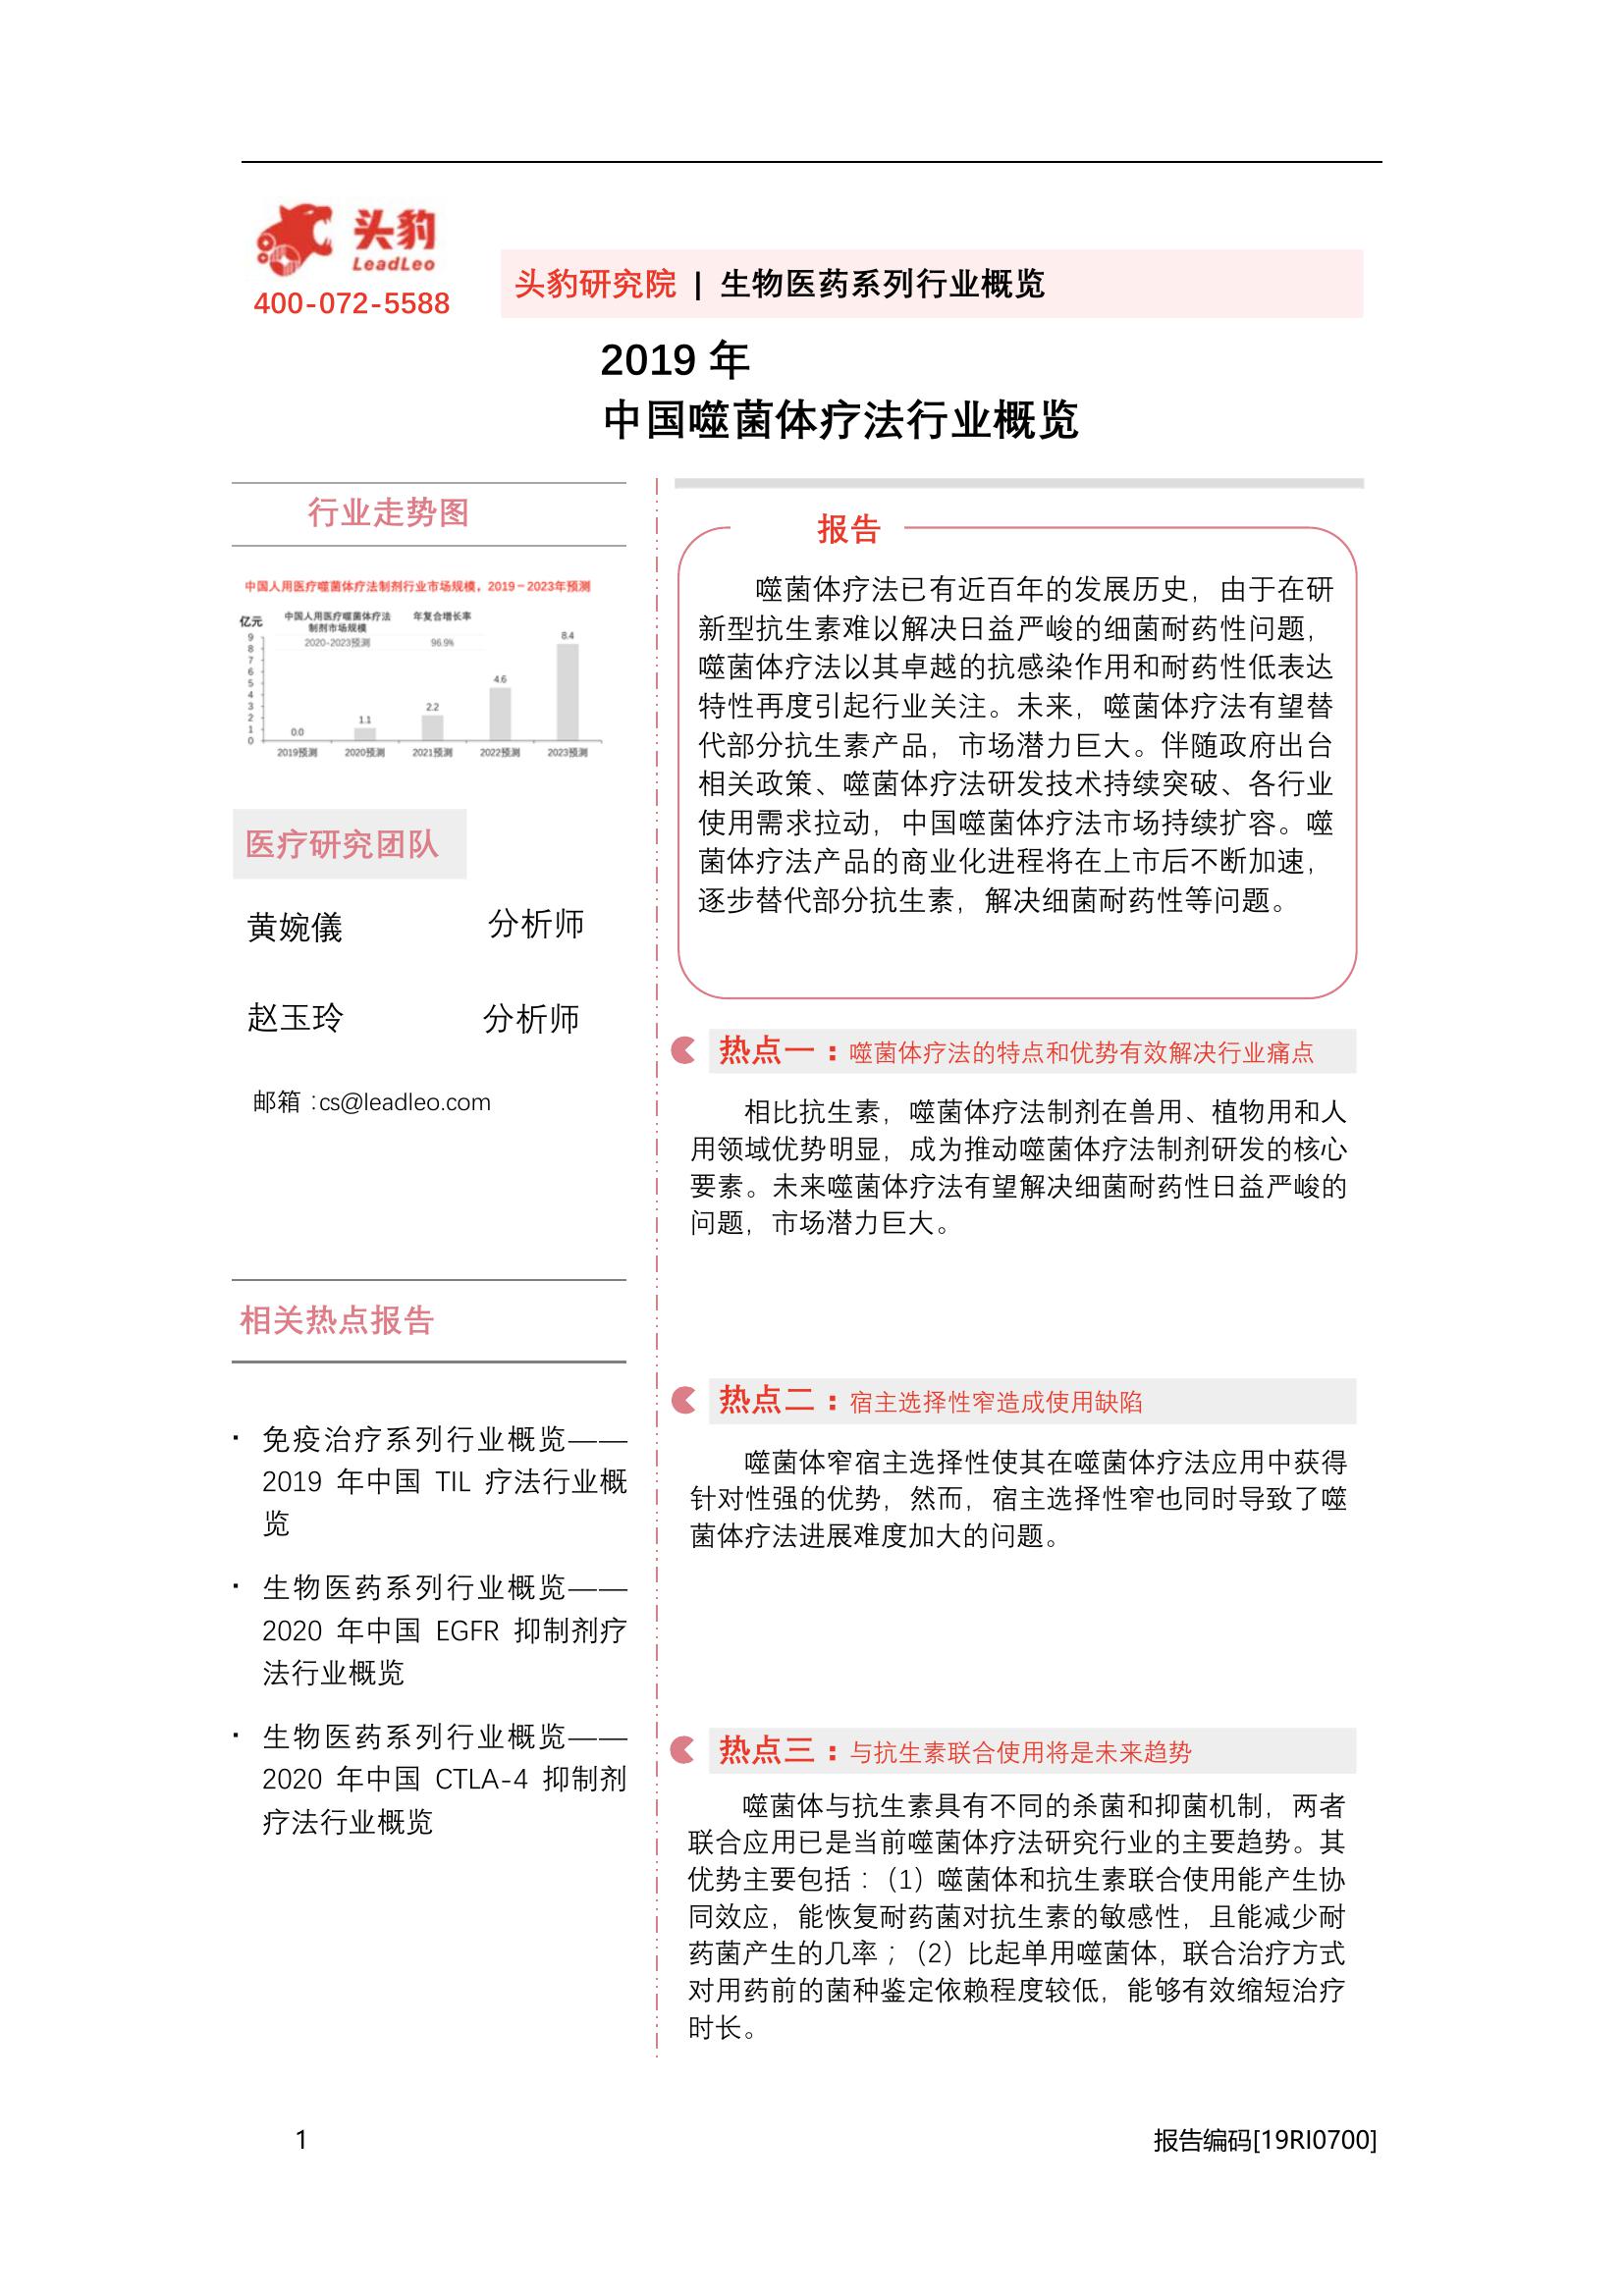 头豹
LeadLeo
400-072-5588
头豹研究院 | 生物医药系列行业概览
2019 年
中国噬菌体疗法行业概览
行业走势图
中国人用医疗噬菌体疗法制剂行业市场规模，2019－2023年预测
亿元
中国人用医疗噬菌体疗法
制剂市场规模
年复合增长率
2020-2023预测
96.9%
9
8
7
6
5
4
3
2
1
0
0.0
1.1
2.2
4.6
8.4
2019预测 2020预测 2021预测 2022预测 2023预测
医疗研究团队
黄婉儀 分析师
赵玉玲 分析师
邮箱：cs@leadleo.com
相关热点报告
· 免疫治疗系列行业概览——
2019 年中国 TIL 疗法行业概
览
· 生物医药系列行业概览——
2020 年中国 EGFR 抑制剂疗
法行业概览
· 生物医药系列行业概览——
2020 年中国 CTLA-4 抑制剂
疗法行业概览
报告
噬菌体疗法已有近百年的发展历史，由于在研
新型抗生素难以解决日益严峻的细菌耐药性问题，
噬菌体疗法以其卓越的抗感染作用和耐药性低表达
特性再度引起行业关注。未来，噬菌体疗法有望替
代部分抗生素产品，市场潜力巨大。伴随政府出台
相关政策、噬菌体疗法研发技术持续突破、各行业
使用需求拉动，中国噬菌体疗法市场持续扩容。噬
菌体疗法产品的商业化进程将在上市后不断加速，
逐步替代部分抗生素，解决细菌耐药性等问题。
热点一：噬菌体疗法的特点和优势有效解决行业痛点
相比抗生素，噬菌体疗法制剂在兽用、植物用和人
用领域优势明显，成为推动噬菌体疗法制剂研发的核心
要素。未来噬菌体疗法有望解决细菌耐药性日益严峻的
问题，市场潜力巨大。
热点二：宿主选择性窄造成使用缺陷
噬菌体窄宿主选择性使其在噬菌体疗法应用中获得
针对性强的优势，然而，宿主选择性窄也同时导致了噬
菌体疗法进展难度加大的问题。
热点三：与抗生素联合使用将是未来趋势
噬菌体与抗生素具有不同的杀菌和抑菌机制，两者
联合应用已是当前噬菌体疗法研究行业的主要趋势。其
优势主要包括：（1）噬菌体和抗生素联合使用能产生协
同效应，能恢复耐药菌对抗生素的敏感性，且能减少耐
药菌产生的几率；（2）比起单用噬菌体，联合治疗方式
对用药前的菌种鉴定依赖程度较低，能够有效缩短治疗
时长。
1
报告编码[19RI0700]